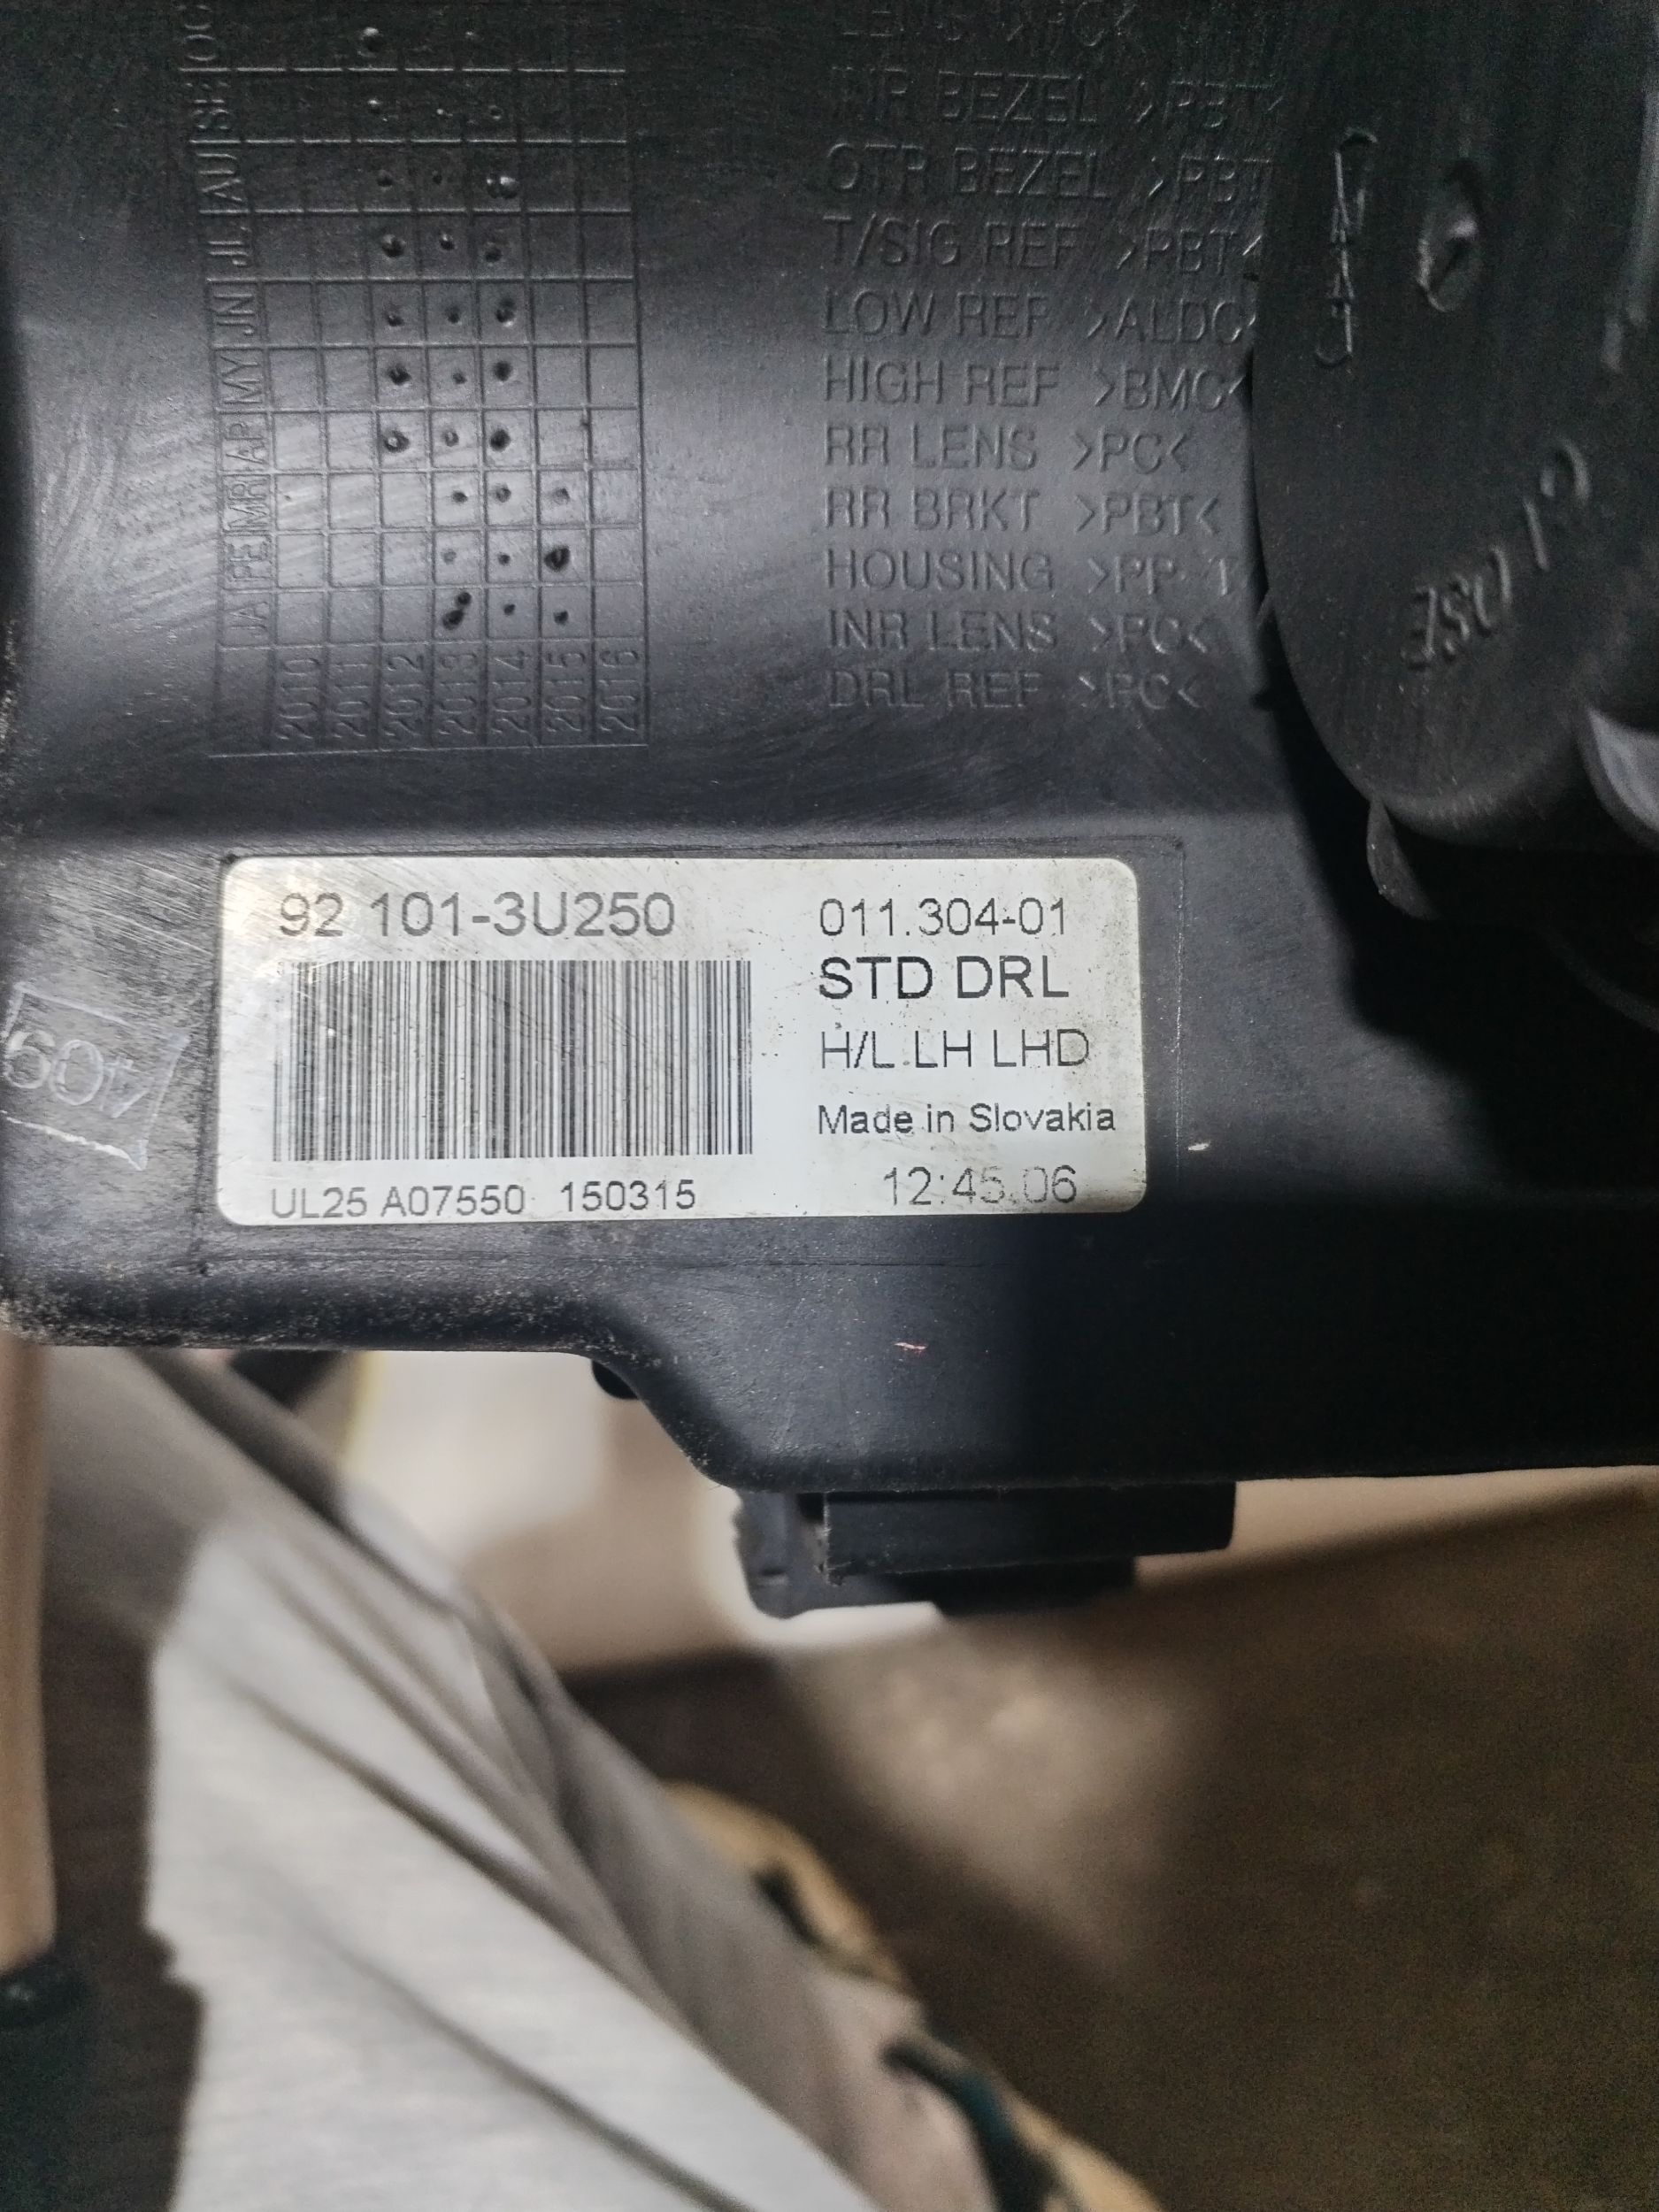 INR BEZEL >PBT<
OTR BEZEL >PBT
T/SIG REF >PBT<
LOW REF >ALDC
HIGH REF >BMC<
RR LENS >PC<
RR BRKT >PBT<
HOUSING >PP-T
INR LENS >PC<
DRL REF >PC<
JA FE MR AP MY JN JL AU SE OC
2010
2011
2012
2013
2014
2015
2016
CLOSE
92 101-3U250
011.304-01
STD DRL
H/L LH LHD
Made in Slovakia
UL25 A07550 150315
12:45.06
409